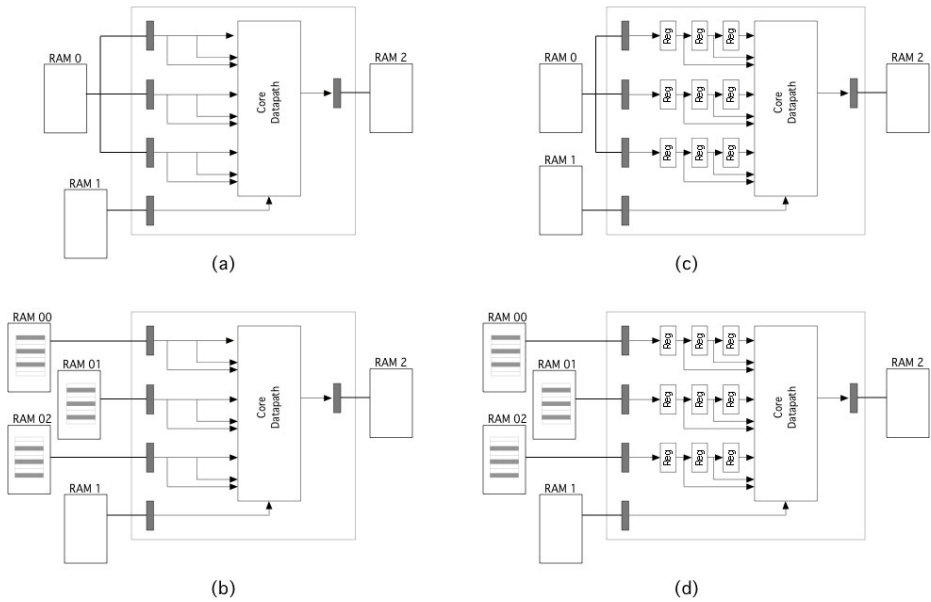 RAM 0
RAM 1
Core Datapath
RAM 2
(a)
RAM 0
RAM 1
Reg Reg Reg
Reg Reg Reg
Reg Reg Reg
Core Datapath
RAM 2
(c)
RAM 00
RAM 01
RAM 02
RAM 1
Core Datapath
RAM 2
(b)
RAM 00
RAM 01
RAM 02
RAM 1
Reg Reg Reg
Reg Reg Reg
Reg Reg Reg
Core Datapath
RAM 2
(d)